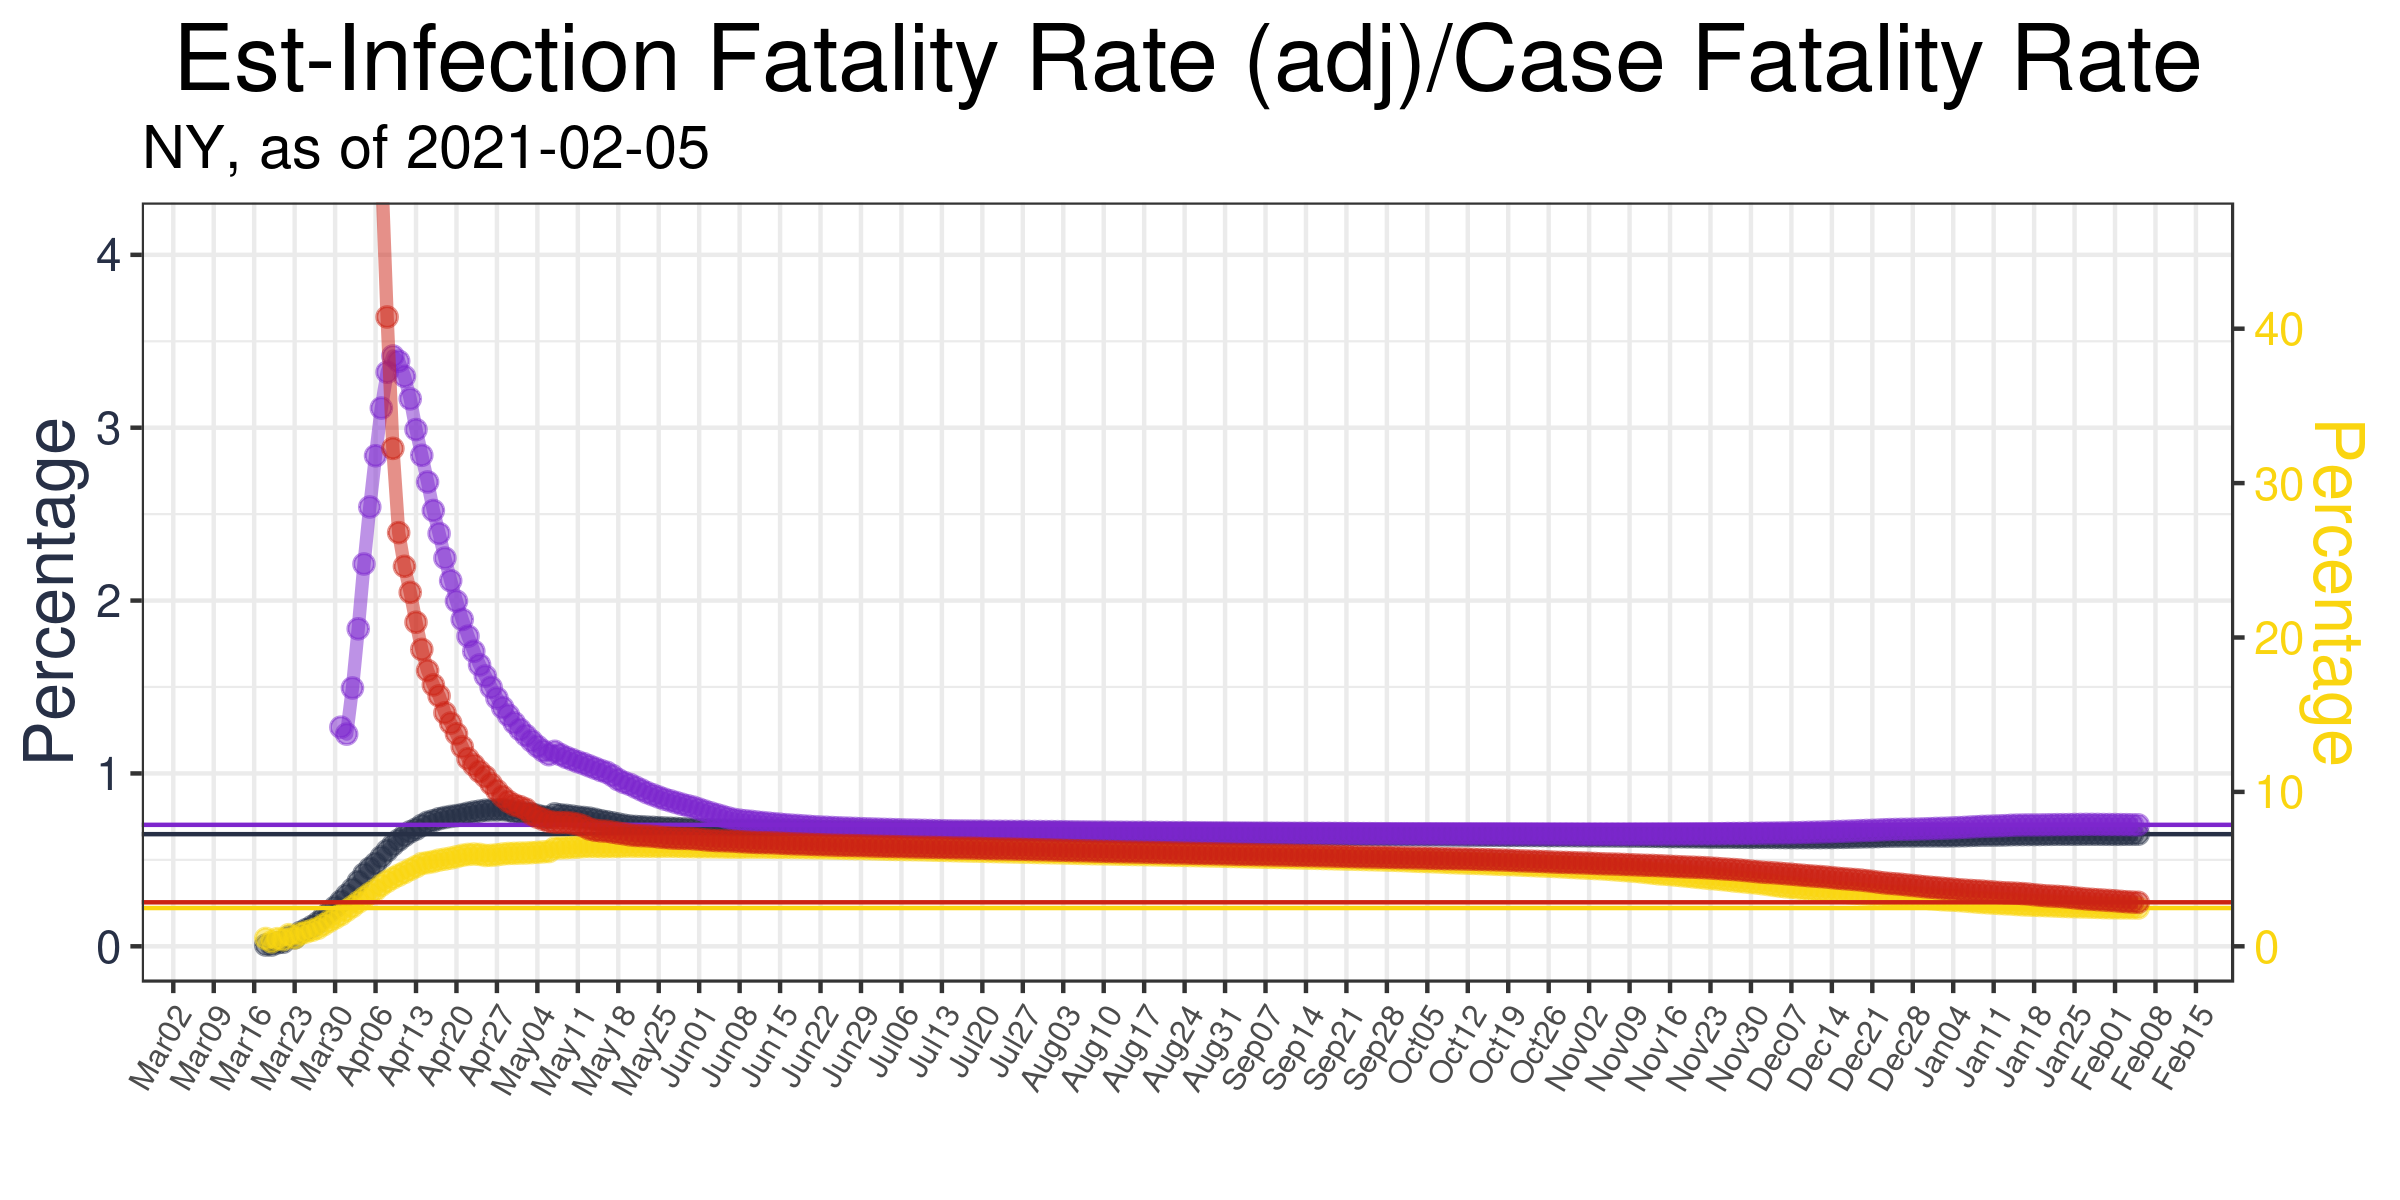 Est-Infection Fatality Rate (adj)/Case Fatality Rate
NY, as of 2021-02-05
Percentage
4
3
2
1
0
40
30
20
10
0
Percentage
Mar02
Mar09
Mar16
Mar23
Mar30
Apr06
Apr13
Apr20
Apr27
May04
May11
May18
May25
Jun01
Jun08
Jun15
Jun22
Jun29
Jul06
Jul13
Jul20
Jul27
Aug03
Aug10
Aug17
Aug24
Aug31
Sep07
Sep14
Sep21
Sep28
Oct05
Oct12
Oct19
Oct26
Nov02
Nov09
Nov16
Nov23
Nov30
Dec07
Dec14
Dec21
Dec28
Jan04
Jan11
Jan18
Jan25
Feb01
Feb08
Feb15